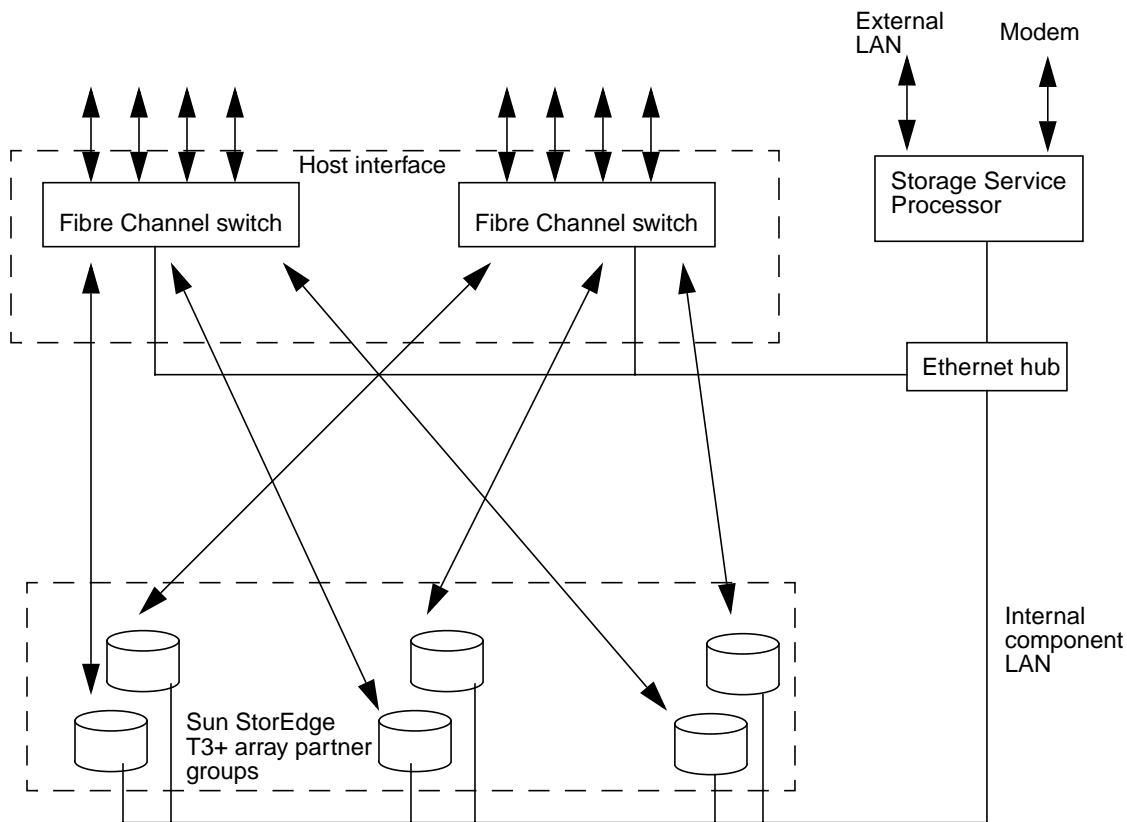 External
LAN
Modem
Host interface
Fibre Channel switch
Fibre Channel switch
Storage Service
Processor
Ethernet hub
Internal
component
LAN
Sun StorEdge
T3+ array partner
groups